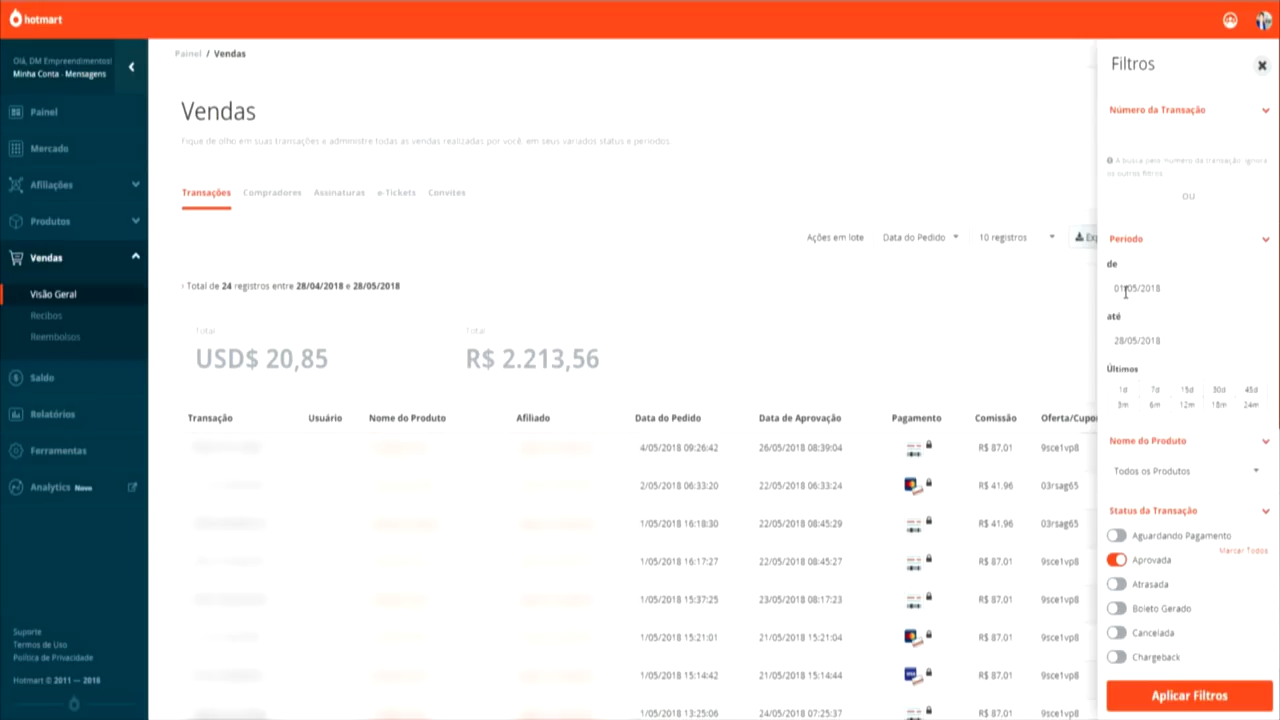 hotmart
Olá, DM Empreendimentos!
Minha Conta - Mensagens
Painel
Mercado
Afiliações
Produtos
Vendas
Visão Geral
Recibos
Reembolsos
Saldo
Relatórios
Ferramentas
Analytics Novo
Suporte
Termos de Uso
Política de Privacidade
Hotmart © 2011 — 2018
Painel / Vendas
Vendas
Fique de olho em suas transações e administre todas as vendas realizadas por você, em seus variados status e períodos.
Transações Compradores Assinaturas e-Tickets Convites
Ações em lote Data do Pedido 10 registros Exp
Total de 24 registros entre 28/04/2018 e 28/05/2018
Total Total
USD$ 20,85 R$ 2.213,56
Transação Usuário Nome do Produto Afiliado Data do Pedido Data de Aprovação Pagamento Comissão Oferta/Cupo
4/05/2018 09:26:42 26/05/2018 08:39:04 R$ 87,01 9sce1vp8
2/05/2018 06:33:20 22/05/2018 06:33:24 R$ 41,96 03rsag65
1/05/2018 16:18:30 22/05/2018 08:45:29 R$ 41,96 03rsag65
1/05/2018 16:17:27 22/05/2018 08:45:27 R$ 87,01 9sce1vp8
1/05/2018 15:37:25 23/05/2018 08:17:23 R$ 87,01 9sce1vp8
1/05/2018 15:21:01 21/05/2018 15:21:04 R$ 87,01 9sce1vp8
1/05/2018 15:14:42 21/05/2018 15:14:44 R$ 87,01 9sce1vp8
1/05/2018 13:25:06 24/05/2018 07:25:37 R$ 87,01 9sce1vp8
Filtros
Número da Transação
A busca pelo número da transação ignora
os outros filtros.
OU
Período
de
01/05/2018
até
28/05/2018
Últimos
1d 7d 15d 30d 45d
3m 6m 12m 18m 24m
Nome do Produto
Todos os Produtos
Status da Transação
Aguardando Pagamento
Marcar Todos
Aprovada
Atrasada
Boleto Gerado
Cancelada
Chargeback
Aplicar Filtros